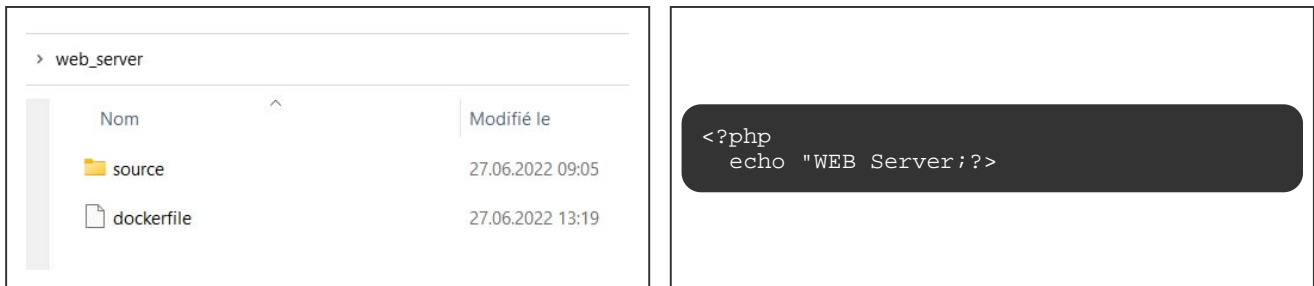 > web_server
Nom Modifié le
source 27.06.2022 09:05
dockerfile 27.06.2022 13:19
<?php
echo "WEB Server;?>